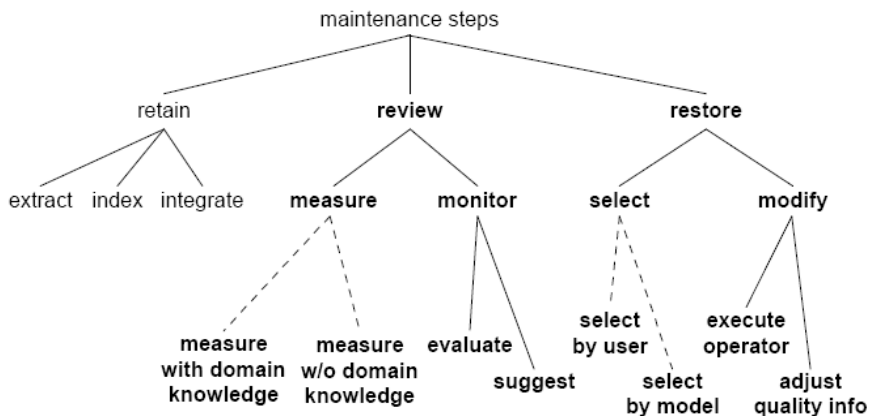 maintenance steps
retain
review
restore
extract
index
integrate
measure
monitor
select
modify
measure
with domain
knowledge
measure
w/o domain
knowledge
evaluate
suggest
select
by user
select
by model
execute
operator
adjust
quality info